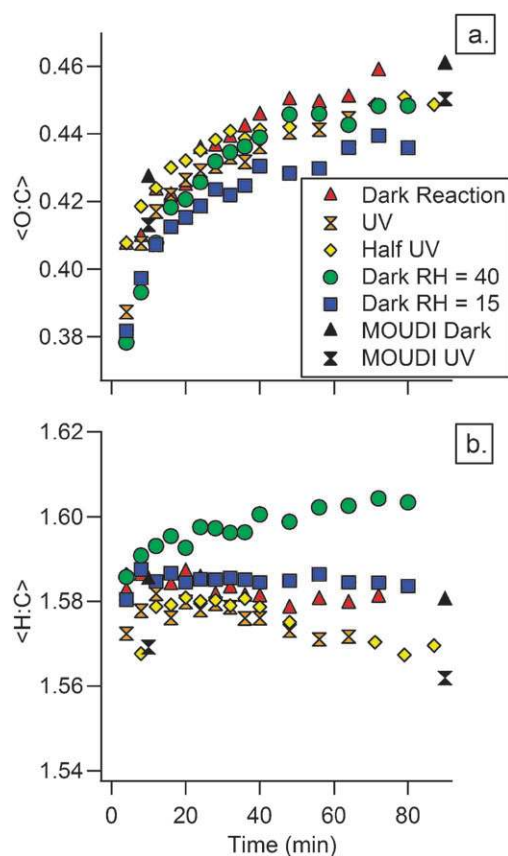 a.
0.46
0.44
0.42
0.40
0.38
<O:C>
Dark Reaction
UV
Half UV
Dark RH = 40
Dark RH = 15
MOUDI Dark
MOUDI UV
b.
1.62
1.60
1.58
1.56
1.54
<H:C>
0 20 40 60 80
Time (min)